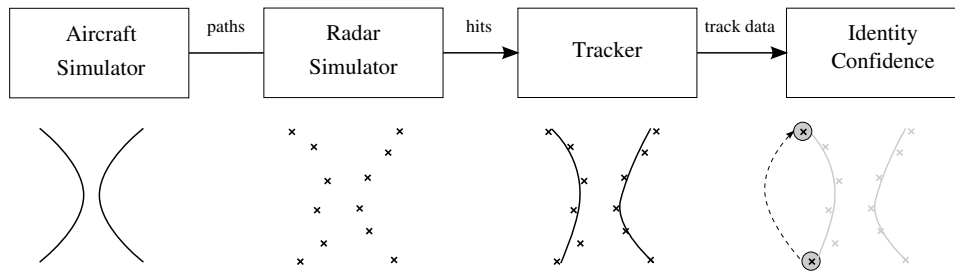 Aircraft
Simulator
paths
Radar
Simulator
hits
Tracker
track data
Identity
Confidence